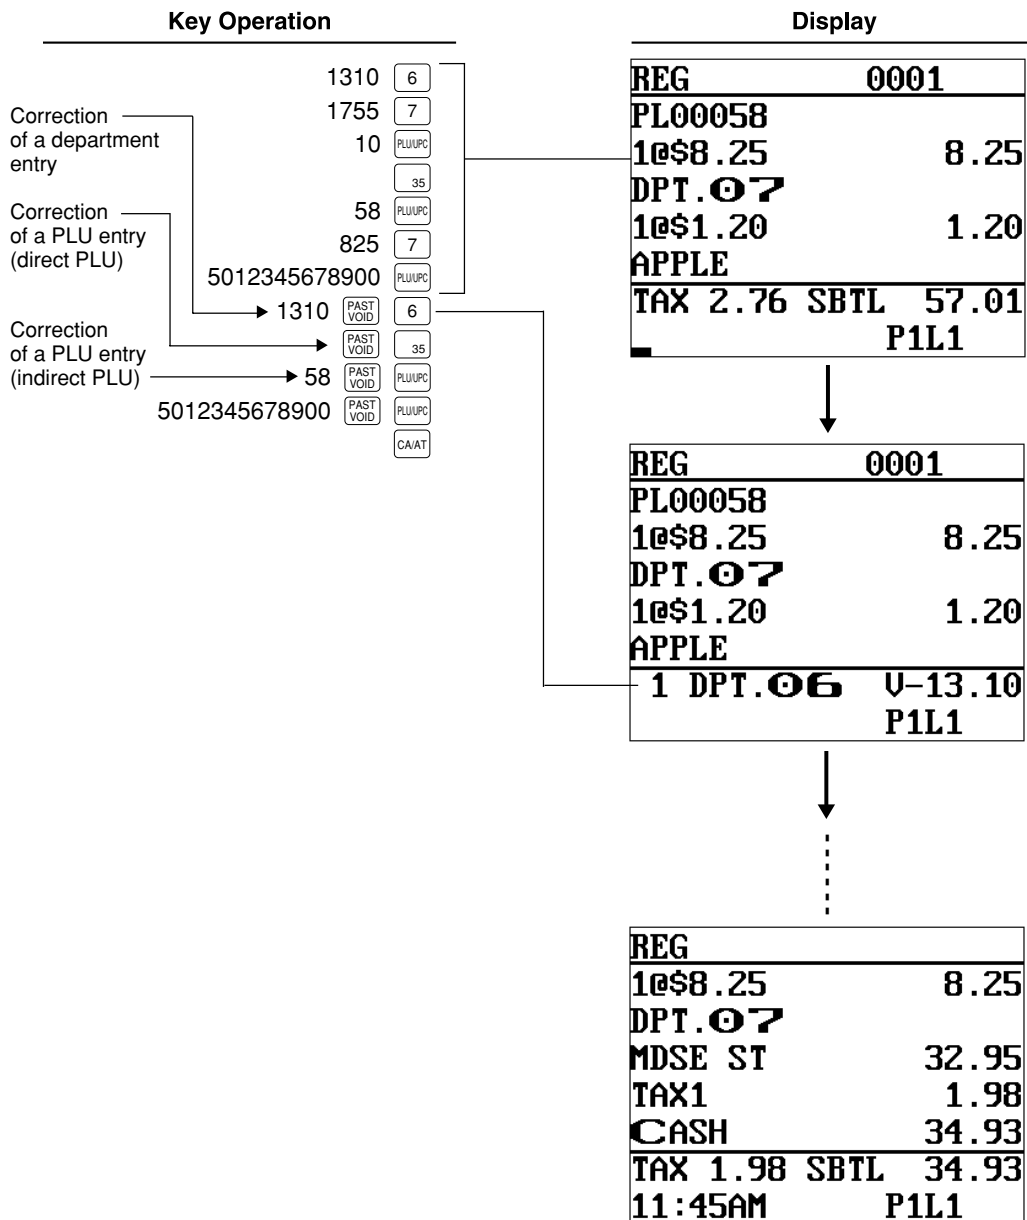 Key Operation
1310 6
1755 7
10 PLU/UPC
35
58 PLU/UPC
825 7
5012345678900 PLU/UPC
1310 PAST VOID 6
PAST VOID 35
58 PAST VOID PLU/UPC
5012345678900 PAST VOID PLU/UPC
CA/AT
Correction
of a department
entry
Correction
of a PLU entry
(direct PLU)
Correction
of a PLU entry
(indirect PLU)
Display
REG 0001
PL00058
1@$8.25 8.25
DPT.07
1@$1.20 1.20
APPLE
TAX 2.76 SBTL 57.01
P1L1
REG 0001
PL00058
1@$8.25 8.25
DPT.07
1@$1.20 1.20
APPLE
1 DPT.06 V-13.10
P1L1
REG
1@$8.25 8.25
DPT.07
MDSE ST 32.95
TAX1 1.98
CASH 34.93
TAX 1.98 SBTL 34.93
11:45AM P1L1